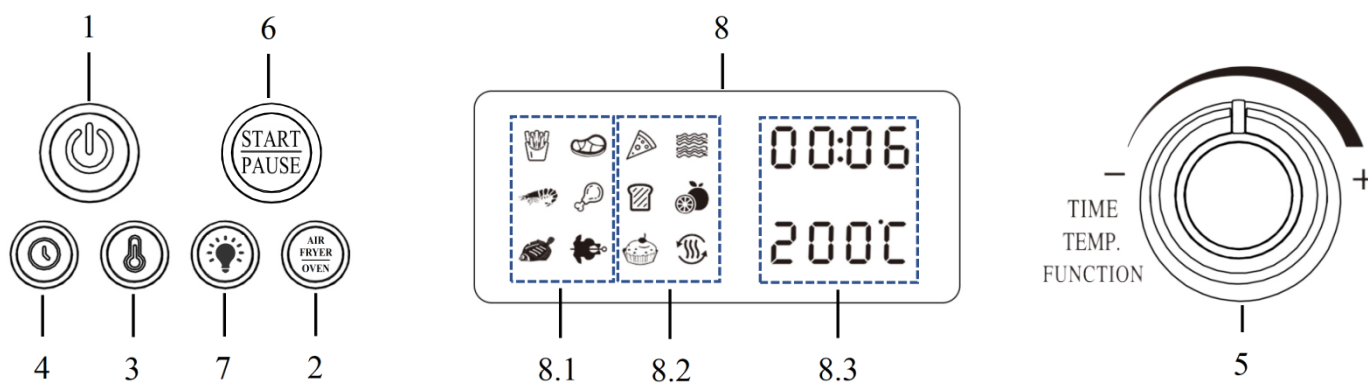 1
6
8
START
PAUSE
AIR
FRYER
OVEN
4
3
7
2
00:06
200°C
8.1
8.2
8.3
−
+
TIME
TEMP.
FUNCTION
5